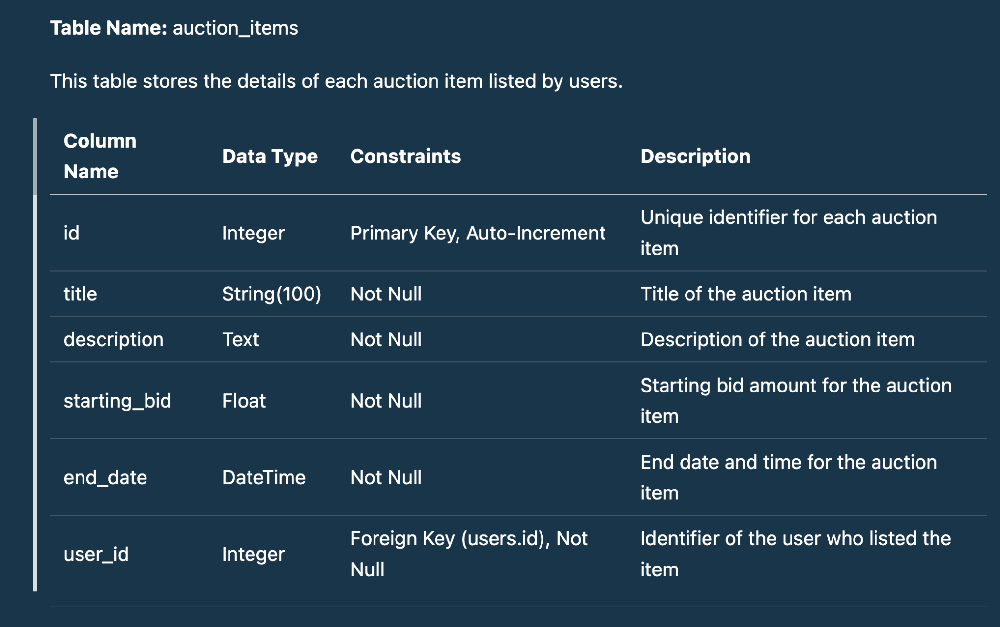 Table Name: auction_items
This table stores the details of each auction item listed by users.
Column
Name
Data Type
Constraints
Description
id
Integer
Primary Key, Auto-Increment
Unique identifier for each auction
item
title
String(100)
Not Null
Title of the auction item
description
Text
Not Null
Description of the auction item
starting_bid
Float
Not Null
Starting bid amount for the auction
item
end_date
DateTime
Not Null
End date and time for the auction
item
user_id
Integer
Foreign Key (users.id), Not
Null
Identifier of the user who listed the
item